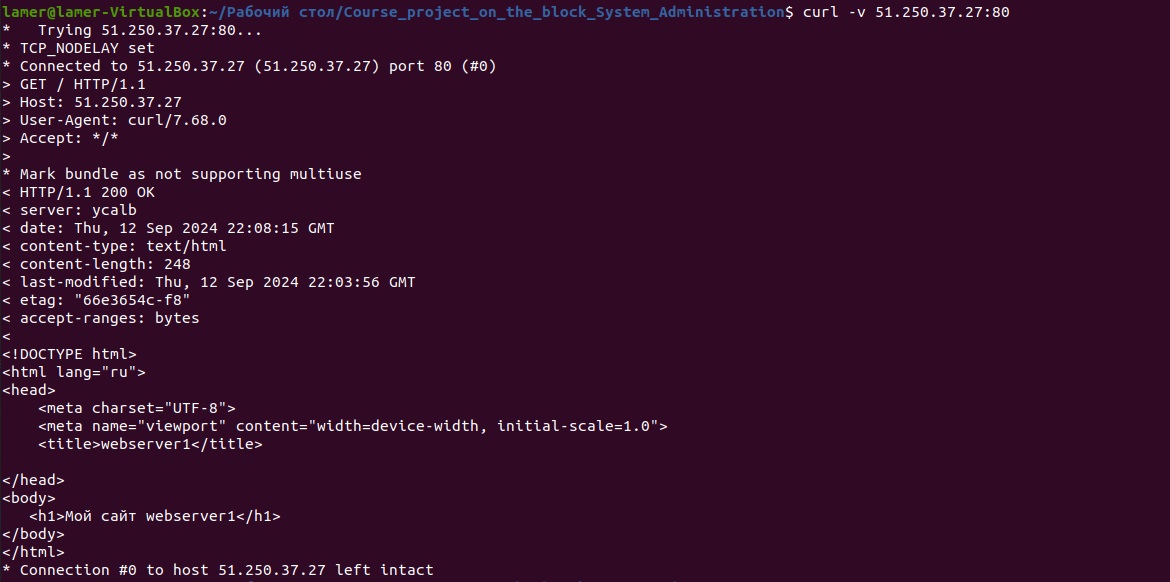 lamer@lamer-VirtualBox:~/Рабочий стол/Course_project_on_the_block_System_Administration$ curl -v 51.250.37.27:80
*   Trying 51.250.37.27:80...
* TCP_NODELAY set
* Connected to 51.250.37.27 (51.250.37.27) port 80 (#0)
> GET / HTTP/1.1
> Host: 51.250.37.27
> User-Agent: curl/7.68.0
> Accept: */*
>
* Mark bundle as not supporting multiuse
< HTTP/1.1 200 OK
< server: ycalb
< date: Thu, 12 Sep 2024 22:08:15 GMT
< content-type: text/html
< content-length: 248
< last-modified: Thu, 12 Sep 2024 22:03:56 GMT
< etag: "66e3654c-f8"
< accept-ranges: bytes
<
<!DOCTYPE html>
<html lang="ru">
<head>
    <meta charset="UTF-8">
    <meta name="viewport" content="width=device-width, initial-scale=1.0">
    <title>webserver1</title>

</head>
<body>
   <h1>Мой сайт webserver1</h1>
</body>
</html>
* Connection #0 to host 51.250.37.27 left intact